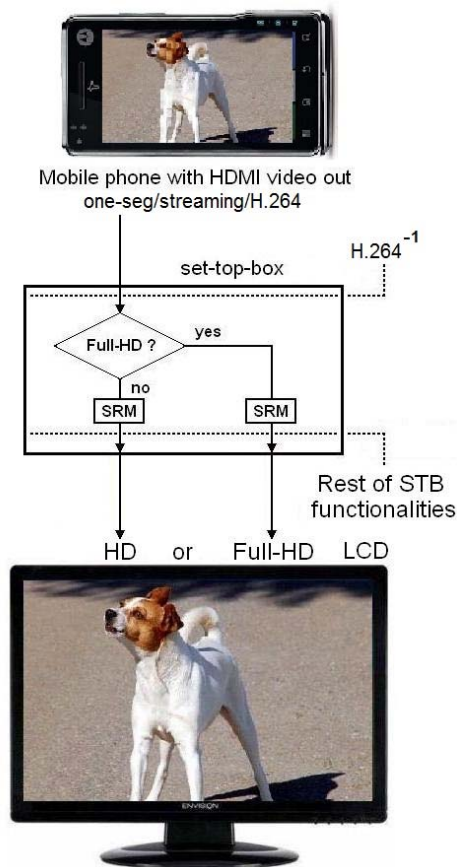 Mobile phone with HDMI video out
one-seg/streaming/H.264
H.264⁻¹
set-top-box
Full-HD ?
yes
no
SRM
SRM
Rest of STB
functionalities
HD or Full-HD LCD
ENVISION